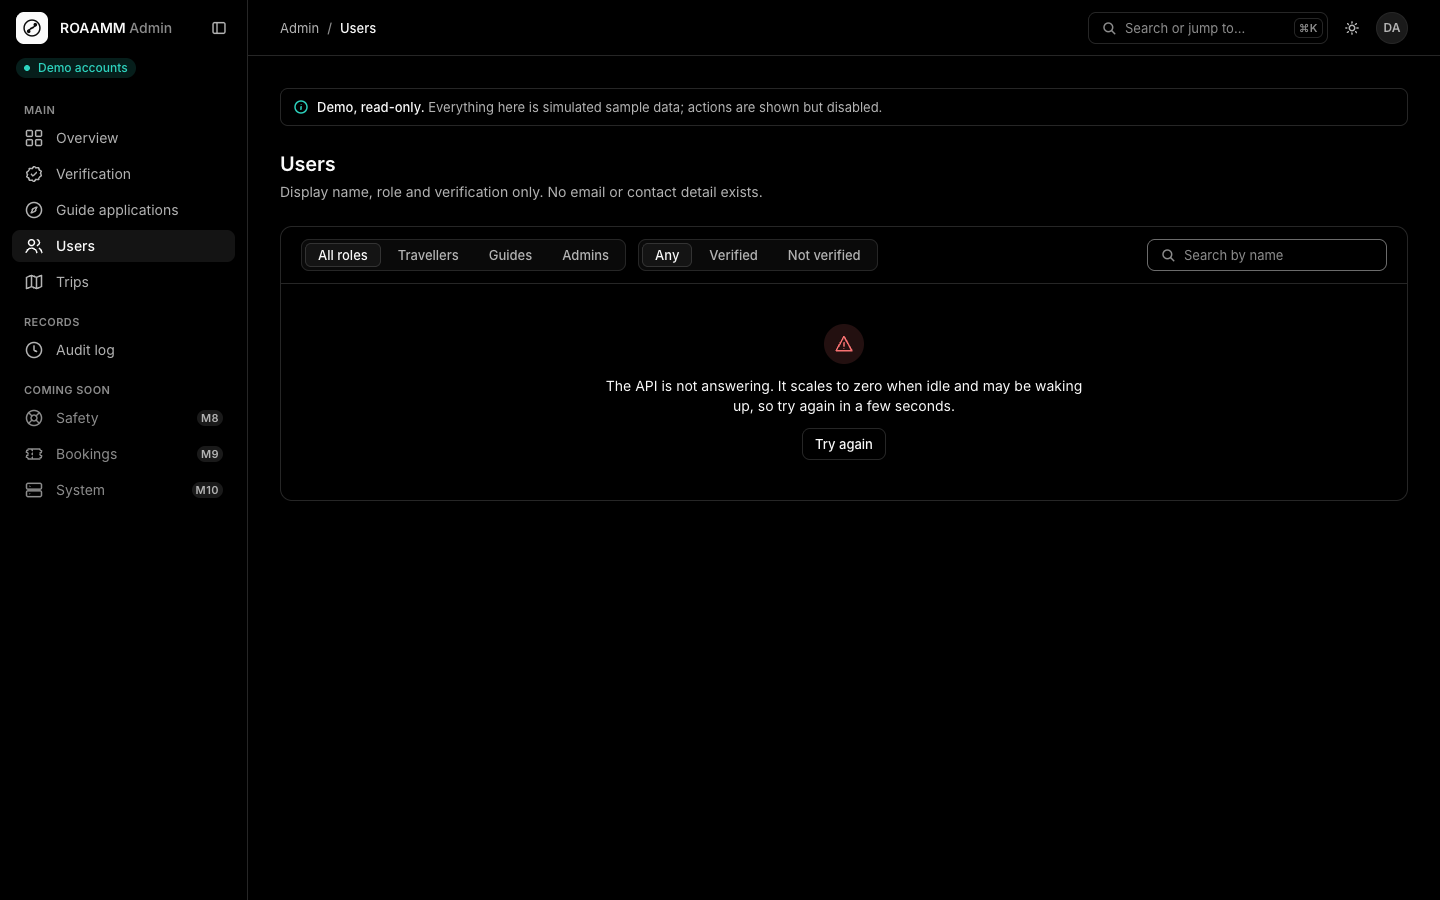 ROAAMM Admin
Demo accounts
MAIN
Overview
Verification
Guide applications
Users
Trips
RECORDS
Audit log
COMING SOON
Safety M8
Bookings M9
System M10
Admin / Users
Search or jump to... ⌘K
DA
Demo, read-only. Everything here is simulated sample data; actions are shown but disabled.
Users
Display name, role and verification only. No email or contact detail exists.
All roles Travellers Guides Admins Any Verified Not verified Search by name
The API is not answering. It scales to zero when idle and may be waking
up, so try again in a few seconds.
Try again